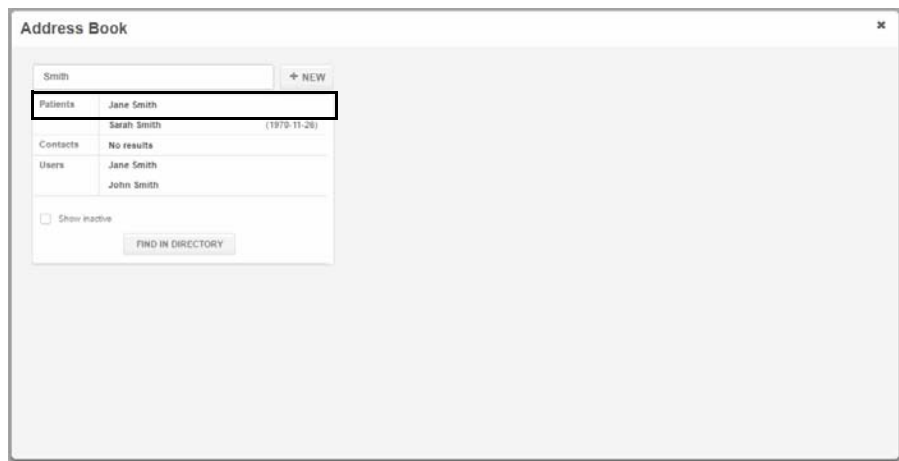 Address Book
Smith
+ NEW
Patients Jane Smith
Sarah Smith (1970-11-26)
Contacts No results
Users Jane Smith
John Smith
Show inactive
FIND IN DIRECTORY